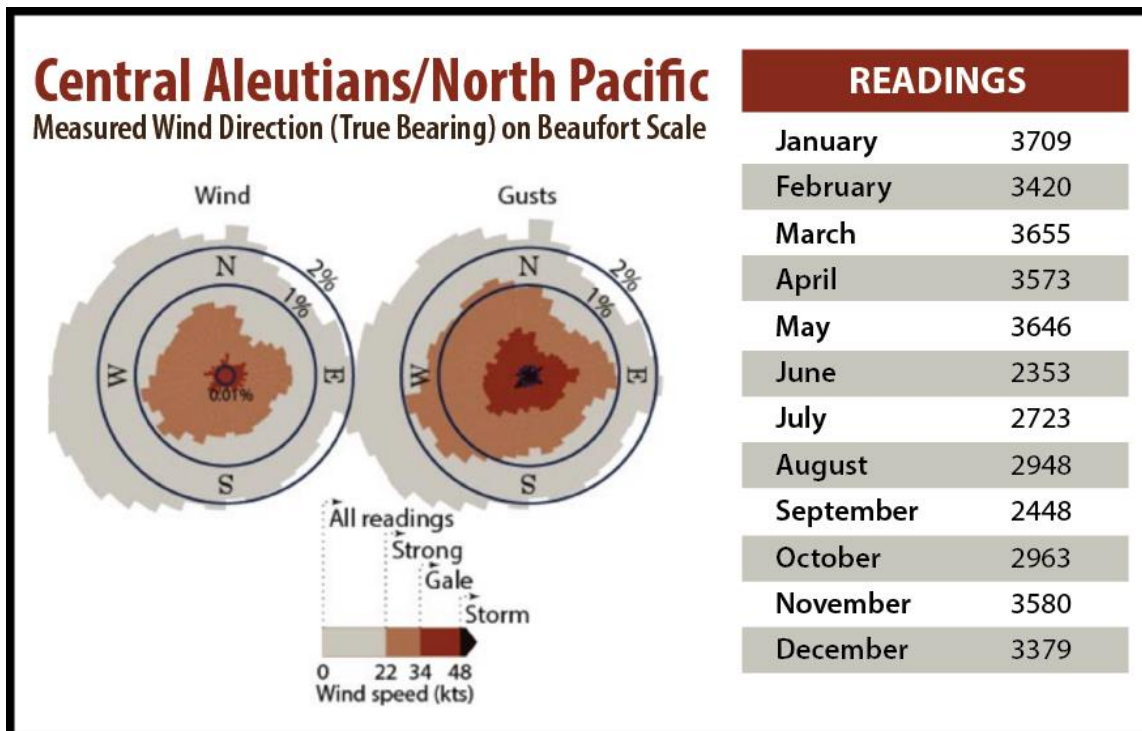 Central Aleutians/North Pacific
Measured Wind Direction (True Bearing) on Beaufort Scale
Wind
N
2%
1%
W
E
0.01%
S
Gusts
N
2%
1%
W
E
S
All readings
Strong
Gale
Storm
0 22 34 48
Wind speed (kts)
READINGS
January 3709
February 3420
March 3655
April 3573
May 3646
June 2353
July 2723
August 2948
September 2448
October 2963
November 3580
December 3379